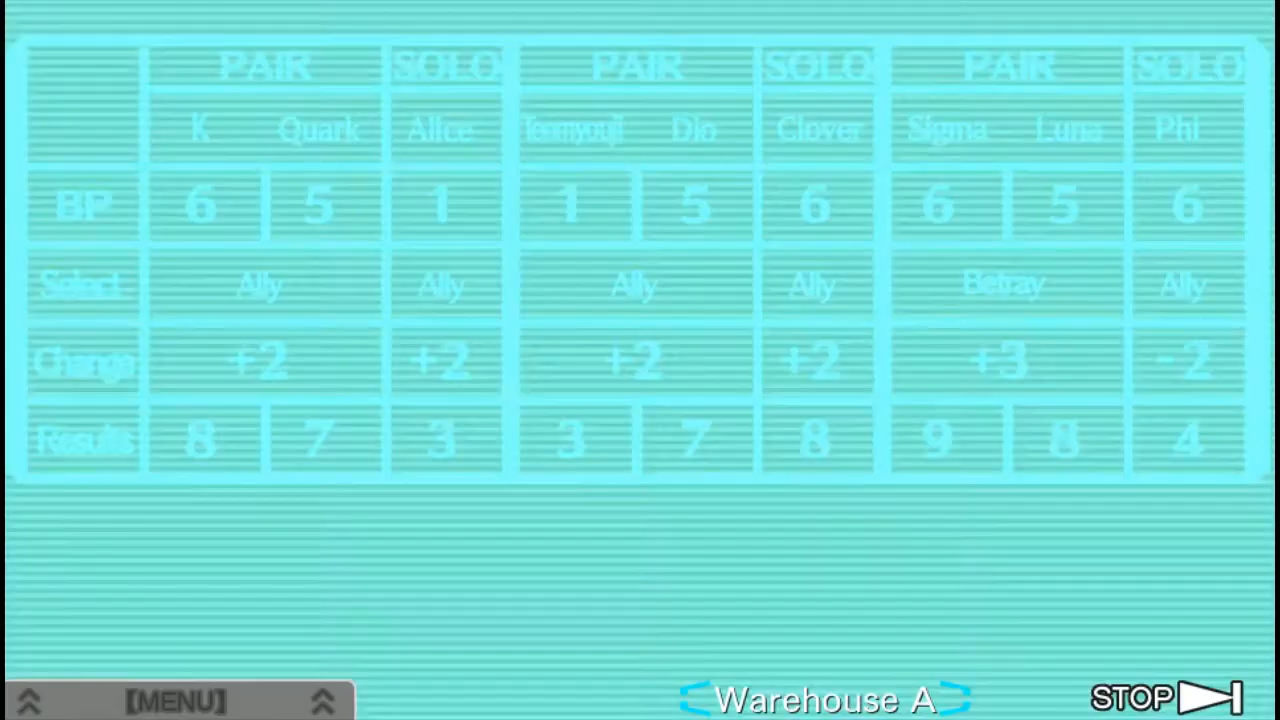 PAIR SOLO PAIR SOLO PAIR SOLO
K Quark Alice Tenmyouji Dio Clover Sigma Luna Phi
BP 6 5 1 1 5 6 6 5 6
Select Ally Ally Ally Ally Betray Ally
Change +2 +2 +2 +2 +3 -2
Results 8 7 3 3 7 8 9 8 4
[MENU] Warehouse A STOP